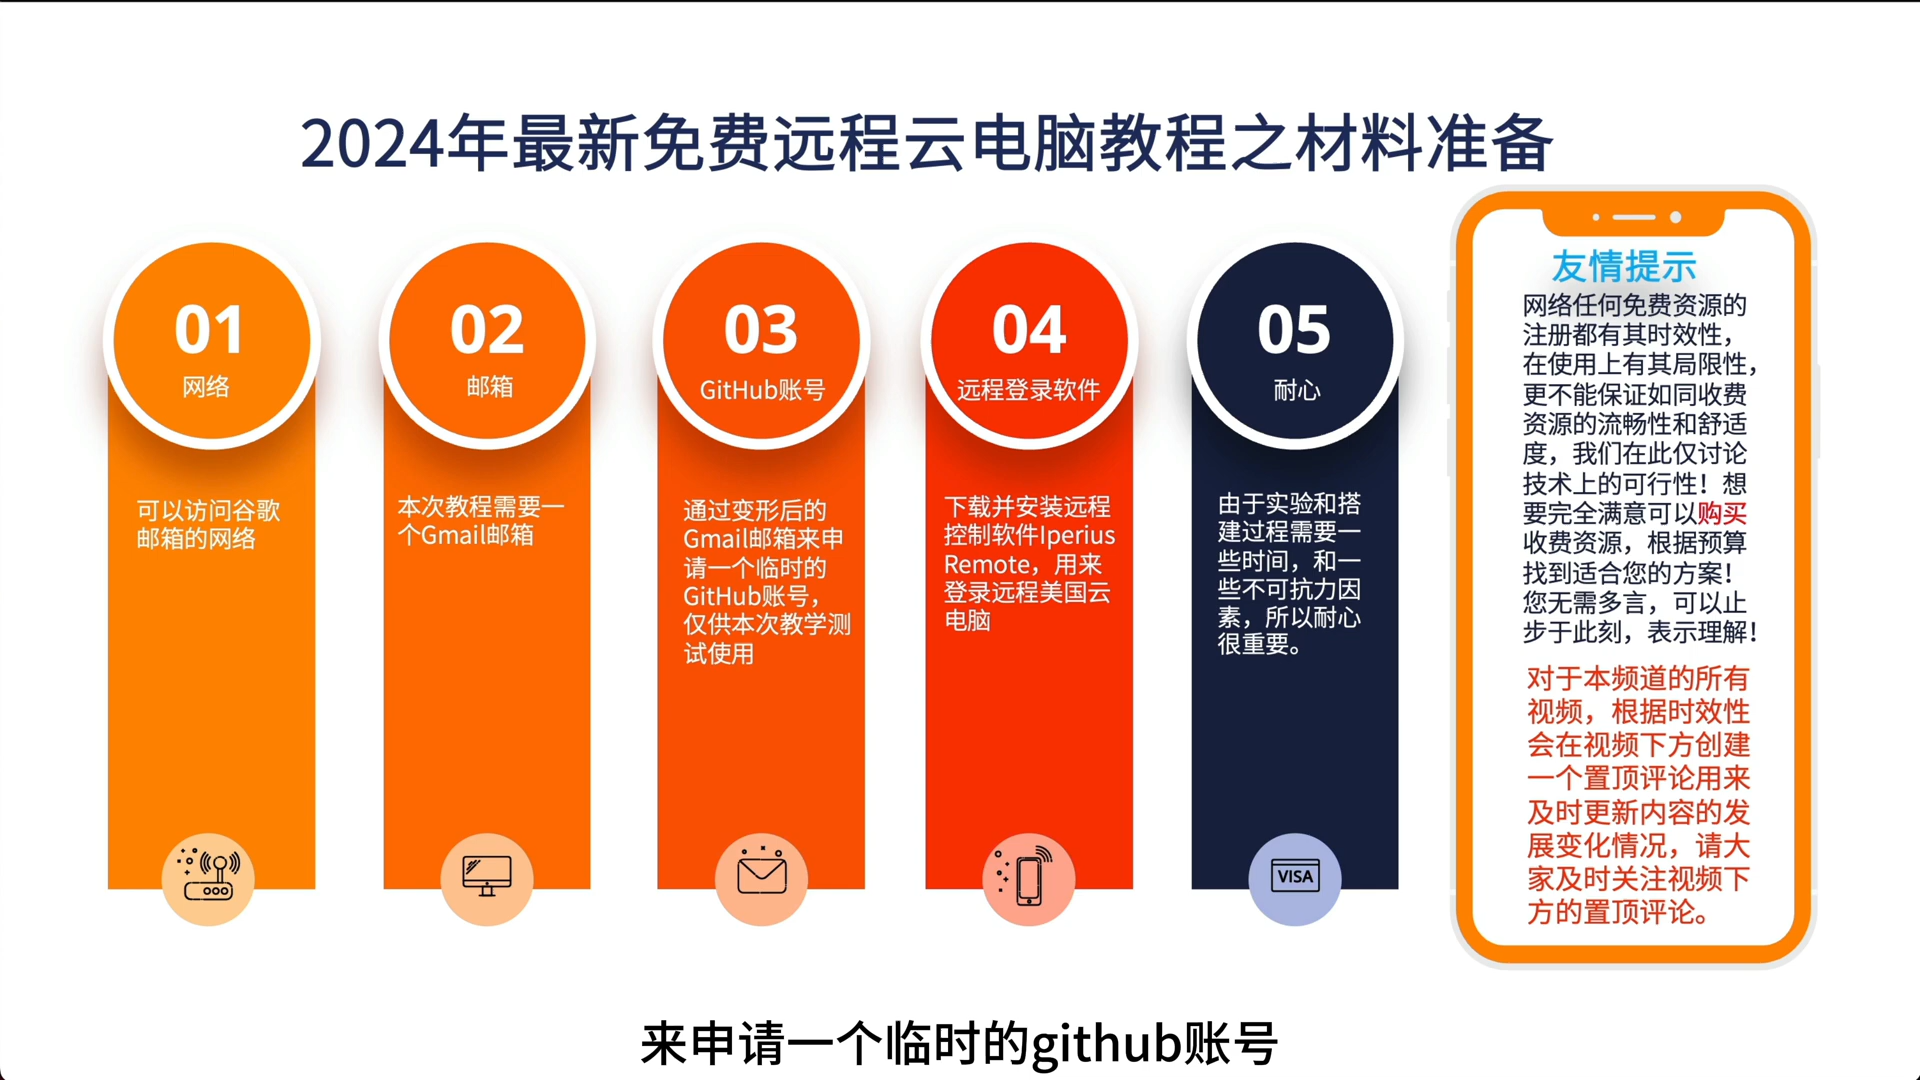 2024年最新免费远程云电脑教程之材料准备
01
网络
可以访问谷歌
邮箱的网络
02
邮箱
本次教程需要一
个Gmail邮箱
03
GitHub账号
通过变形后的
Gmail邮箱来申
请一个临时的
GitHub账号，
仅供本次教学测
试使用
04
远程登录软件
下载并安装远程
控制软件Iperius
Remote，用来
登录远程美国云
电脑
05
耐心
由于实验和搭
建过程需要一
些时间，和一
些不可抗力因
素，所以耐心
很重要。
VISA
友情提示
网络任何免费资源的
注册都有其时效性，
在使用上有其局限性，
更不能保证如同收费
资源的流畅性和舒适
度，我们在此仅讨论
技术上的可行性！想
要完全满意可以购买
收费资源，根据预算
找到适合您的方案！
您无需多言，可以止
步于此刻，表示理解！
对于本频道的所有
视频，根据时效性
会在视频下方创建
一个置顶评论用来
及时更新内容的发
展变化情况，请大
家及时关注视频下
方的置顶评论。
来申请一个临时的github账号